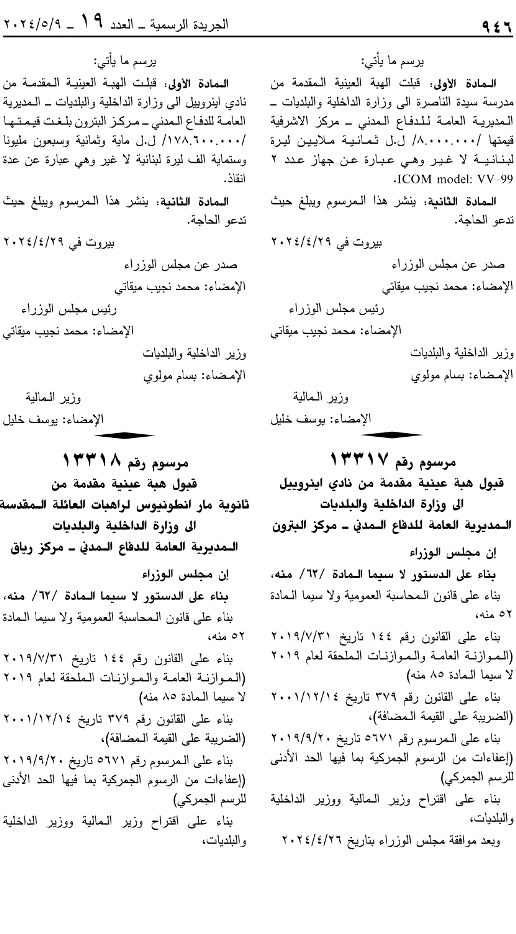 ٩٤٦
الجريدة الرسمية ـ العدد ١٩ ـ ٢٠٢٤/٥/٩
يرسم ما يأتي:
المادة الأولى: قبلت الهبة العينية المقدمة من
مدرسة سيدة الناصرة الى وزارة الداخلية والبلديات ـ
المديرية العامة للدفاع المدني ـ مركز الاشرفية
قيمتها /٨.٠٠٠.٠٠٠/ ل.ل ثمانية ملايين ليرة
لبنانية لا غير وهي عبارة عن جهاز عدد ٢
ICOM model: VV-99.
المادة الثانية: ينشر هذا المرسوم ويبلغ حيث
تدعو الحاجة.
بيروت في ٢٠٢٤/٤/٢٩
صدر عن مجلس الوزراء
الإمضاء: محمد نجيب ميقاتي
رئيس مجلس الوزراء
الإمضاء: محمد نجيب ميقاتي
وزير الداخلية والبلديات
الإمضاء: بسام مولوي
وزير المالية
الإمضاء: يوسف خليل
مرسوم رقم ١٣٣١٧
قبول هبة عينية مقدمة من نادي اينرويل
الى وزارة الداخلية والبلديات
المديرية العامة للدفاع المدني ـ مركز البترون
إن مجلس الوزراء
بناء على الدستور لا سيما المادة /٦٢/ منه،
بناء على قانون المحاسبة العمومية ولا سيما المادة
٥٢ منه،
بناء على القانون رقم ١٤٤ تاريخ ٢٠١٩/٧/٣١
(الموازنة العامة والموازنات الملحقة لعام ٢٠١٩
لا سيما المادة ٨٥ منه)
بناء على القانون رقم ٣٧٩ تاريخ ٢٠٠١/١٢/١٤
(الضريبة على القيمة المضافة)،
بناء على المرسوم رقم ٥٦٧١ تاريخ ٢٠١٩/٩/٢٠
(إعفاءات من الرسوم الجمركية بما فيها الحد الأدنى
للرسم الجمركي)
بناء على اقتراح وزير المالية ووزير الداخلية
والبلديات،
وبعد موافقة مجلس الوزراء بتاريخ ٢٠٢٤/٤/٢٦
يرسم ما يأتي:
المادة الأولى: قبلت الهبة العينية المقدمة من
نادي اينرويل الى وزارة الداخلية والبلديات ـ المديرية
العامة للدفاع المدني ـ مركز البترون بلغت قيمتها
/١٧٨.٦٠٠.٠٠٠/ ل.ل ماية وثمانية وسبعون مليونا
وستماية الف ليرة لبنانية لا غير وهي عبارة عن عدة
انقاذ.
المادة الثانية: ينشر هذا المرسوم ويبلغ حيث
تدعو الحاجة.
بيروت في ٢٠٢٤/٤/٢٩
صدر عن مجلس الوزراء
الإمضاء: محمد نجيب ميقاتي
رئيس مجلس الوزراء
الإمضاء: محمد نجيب ميقاتي
وزير الداخلية والبلديات
الإمضاء: بسام مولوي
وزير المالية
الإمضاء: يوسف خليل
مرسوم رقم ١٣٣١٨
قبول هبة عينية مقدمة من
ثانوية مار انطونيوس لراهبات العائلة المقدسة
الى وزارة الداخلية والبلديات
المديرية العامة للدفاع المدني ـ مركز رياق
إن مجلس الوزراء
بناء على الدستور لا سيما المادة /٦٢/ منه،
بناء على قانون المحاسبة العمومية ولا سيما المادة
٥٢ منه،
بناء على القانون رقم ١٤٤ تاريخ ٢٠١٩/٧/٣١
(الموازنة العامة والموازنات الملحقة لعام ٢٠١٩
لا سيما المادة ٨٥ منه)
بناء على القانون رقم ٣٧٩ تاريخ ٢٠٠١/١٢/١٤
(الضريبة على القيمة المضافة)،
بناء على المرسوم رقم ٥٦٧١ تاريخ ٢٠١٩/٩/٢٠
(إعفاءات من الرسوم الجمركية بما فيها الحد الأدنى
للرسم الجمركي)
بناء على اقتراح وزير المالية ووزير الداخلية
والبلديات،